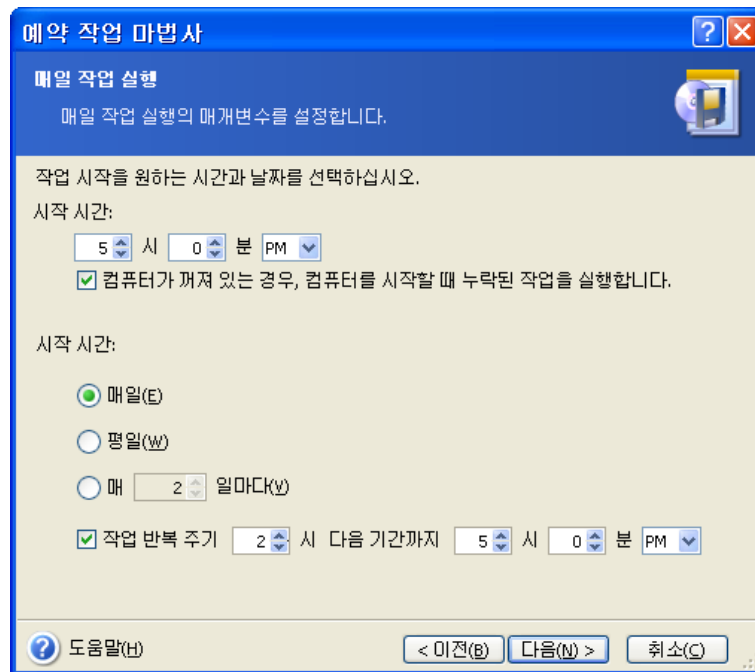 예약 작업 마법사
매일 작업 실행
매일 작업 실행의 매개변수를 설정합니다.
작업 시작을 원하는 시간과 날짜를 선택하십시오.
시작 시간:
5 시 0 분 PM
컴퓨터가 꺼져 있는 경우, 컴퓨터를 시작할 때 누락된 작업을 실행합니다.
시작 시간:
매일(E)
평일(W)
매 2 일마다(V)
작업 반복 주기 2 시 다음 기간까지 5 시 0 분 PM
도움말(H) < 이전(B) 다음(N) > 취소(C)